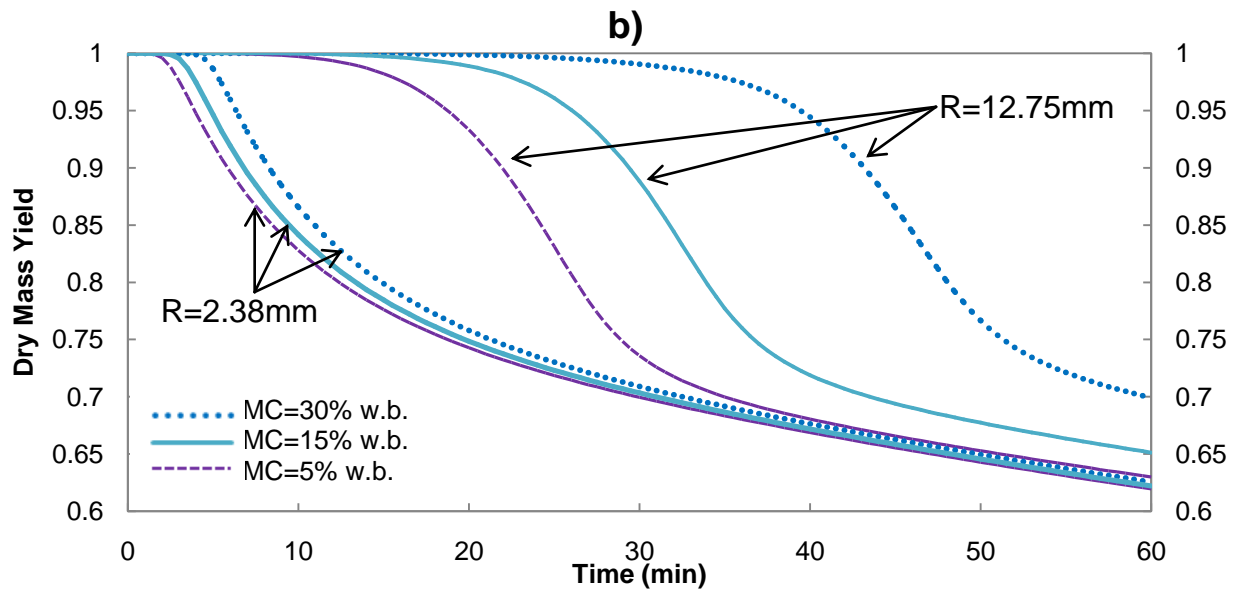 b)
1
0.95
0.9
0.85
0.8
0.75
0.7
0.65
0.6
Dry Mass Yield
1
0.95
0.9
0.85
0.8
0.75
0.7
0.65
0.6
R=12.75mm
R=2.38mm
MC=30% w.b.
MC=15% w.b.
MC=5% w.b.
0 10 20 30 40 50 60
Time (min)